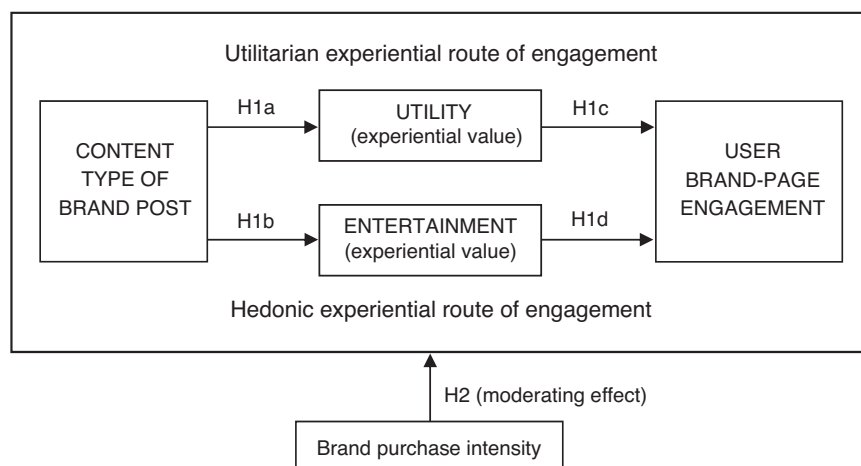 Utilitarian experiential route of engagement
H1a
UTILITY
(experiential value)
H1c
CONTENT
TYPE OF
BRAND POST
USER
BRAND-PAGE
ENGAGEMENT
H1b
ENTERTAINMENT
(experiential value)
H1d
Hedonic experiential route of engagement
H2 (moderating effect)
Brand purchase intensity